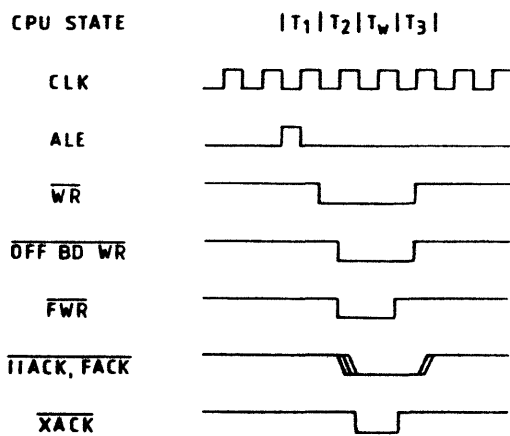 CPU STATE |T₁|T₂|Tw|T₃|
CLK
ALE
WR
OFF BD WR
FWR
IIACK, FACK
XACK